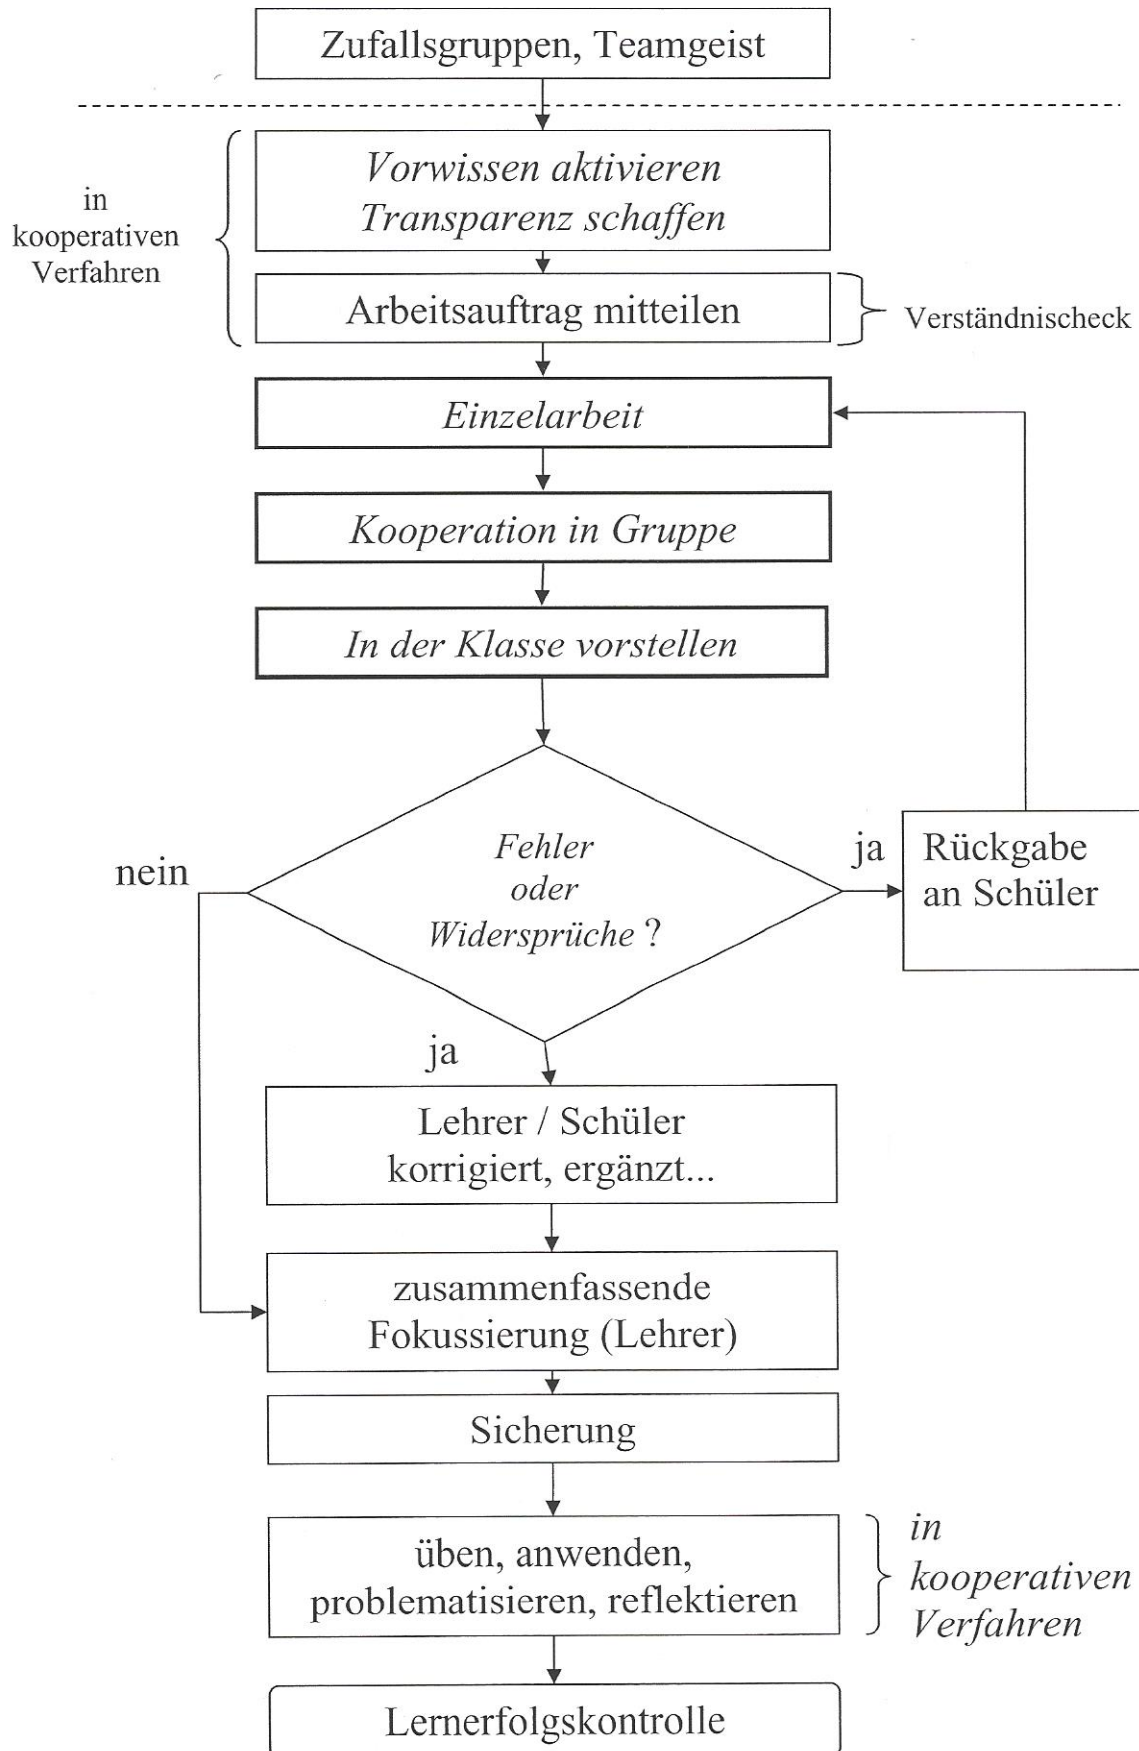 Zufallsgruppen, Teamgeist
in
kooperativen
Verfahren
Vorwissen aktivieren
Transparenz schaffen
Arbeitsauftrag mitteilen
Verständnischeck
Einzelarbeit
Kooperation in Gruppe
In der Klasse vorstellen
nein
Fehler
oder
Widersprüche ?
ja
Rückgabe
an Schüler
ja
Lehrer / Schüler
korrigiert, ergänzt...
zusammenfassende
Fokussierung (Lehrer)
Sicherung
üben, anwenden,
problematisieren, reflektieren
in
kooperativen
Verfahren
Lernerfolgskontrolle